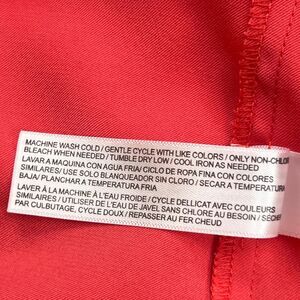 MACHINE WASH COLD / GENTLE CYCLE WITH LIKE COLORS / ONLY NON-CHLOR
BLEACH WHEN NEEDED / TUMBLE DRY LOW / COOL IRON AS NEEDED
LAVAR A MAQUINA CON AGUA FRIA/ CICLO DE ROPA FINA CON COLORES
SIMILARES/ USE SOLO BLANQUEADOR SIN CLORO / SECAR A TEMPERATURA
BAJA/ PLANCHAR A TEMPERATURA FRIA
LAVER À LA MACHINE À L'EAU FROIDE / CYCLE DELLICAT AVEC COULEURS
SIMILAIRES / UTILISER DE L'EAU DE JAVEL SANS CHLORE AU BESOIN / SÉCHE
PAR CULBUTAGE, CYCLE DOUX / REPASSER AU FER CHEUD